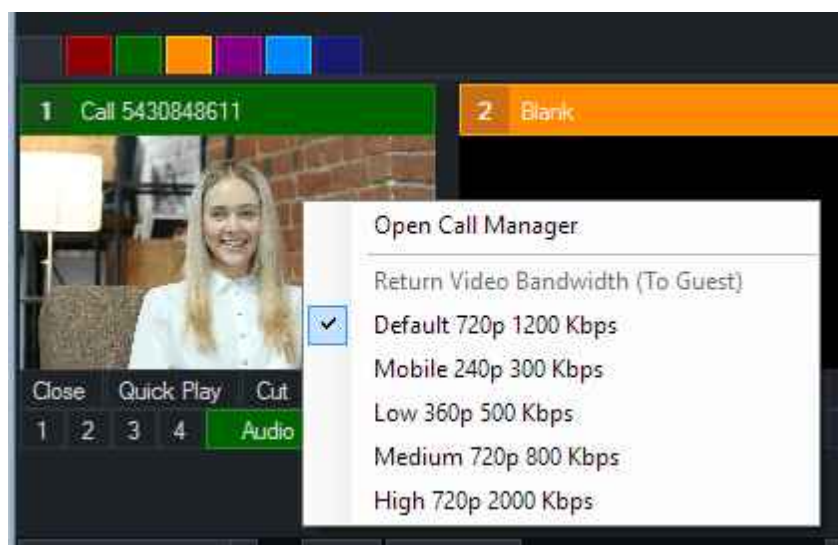 1 Call 5430848611
2 Blank
Open Call Manager
Return Video Bandwidth (To Guest)
Default 720p 1200 Kbps
Mobile 240p 300 Kbps
Low 360p 500 Kbps
Medium 720p 800 Kbps
High 720p 2000 Kbps
Close Quick Play Cut
1 2 3 4 Audio